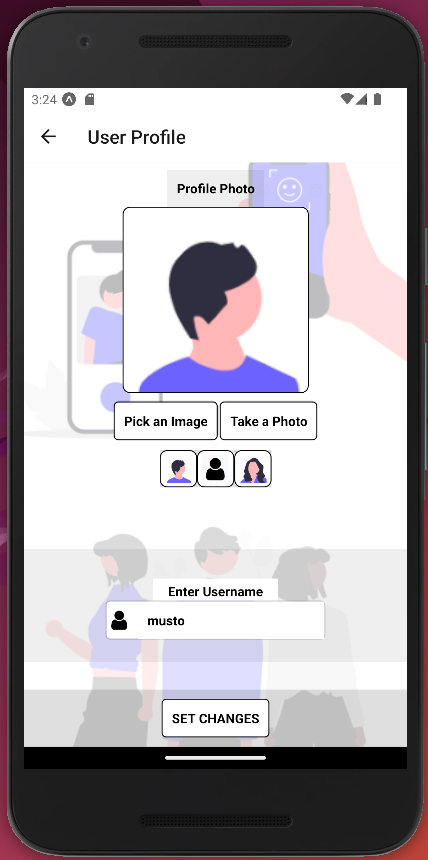 3:24
User Profile
Profile Photo
Pick an Image
Take a Photo
Enter Username
musto
SET CHANGES